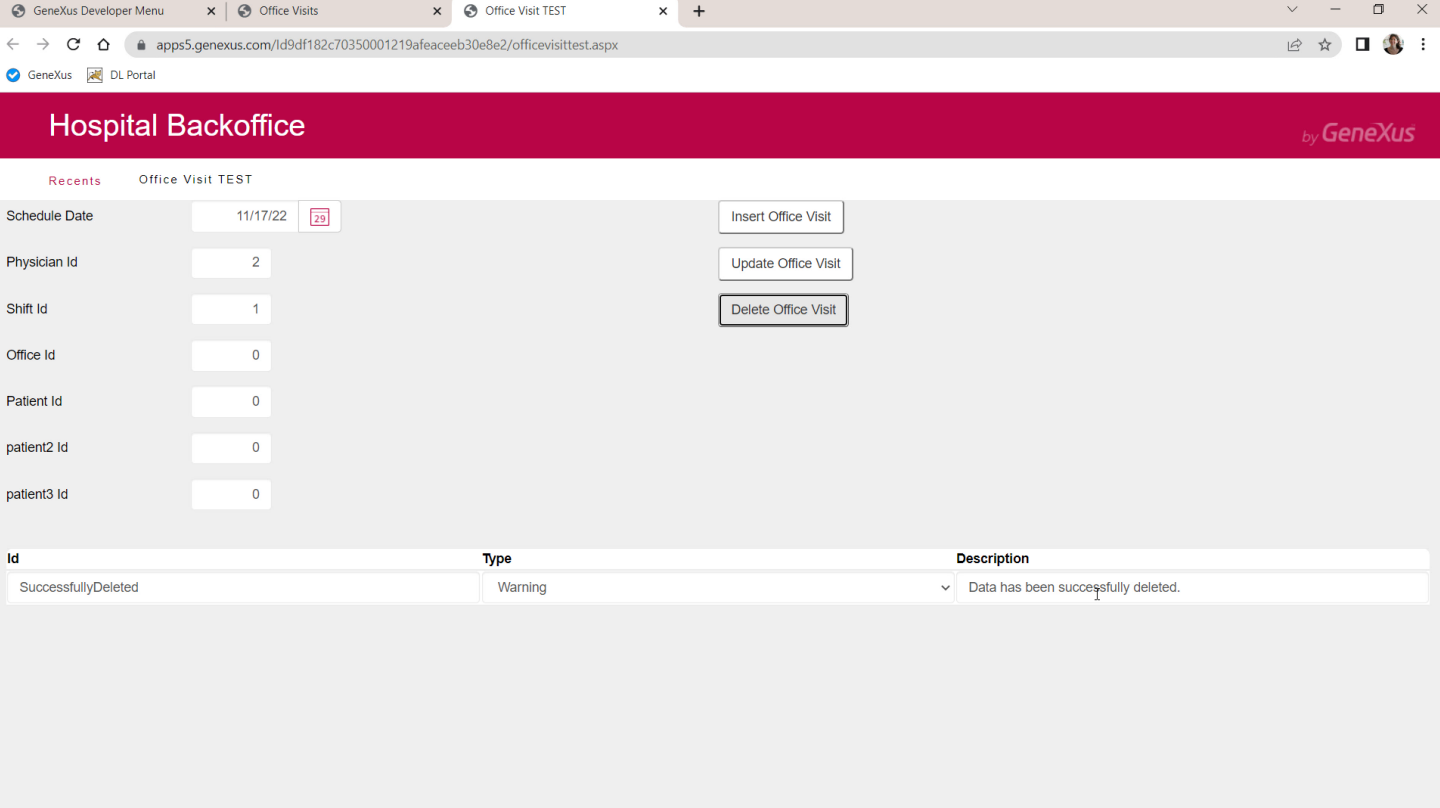 GeneXus Developer Menu
Office Visits
Office Visit TEST
apps5.genexus.com/Id9df182c70350001219afeaceeb30e8e2/officevisittest.aspx
GeneXus
DL Portal
Hospital Backoffice
by GeneXus
Recents
Office Visit TEST
Schedule Date 11/17/22 29 Insert Office Visit
Physician Id 2 Update Office Visit
Shift Id 1 Delete Office Visit
Office Id 0
Patient Id 0
patient2 Id 0
patient3 Id 0
Id Type Description
SuccessfullyDeleted Warning Data has been successfully deleted.